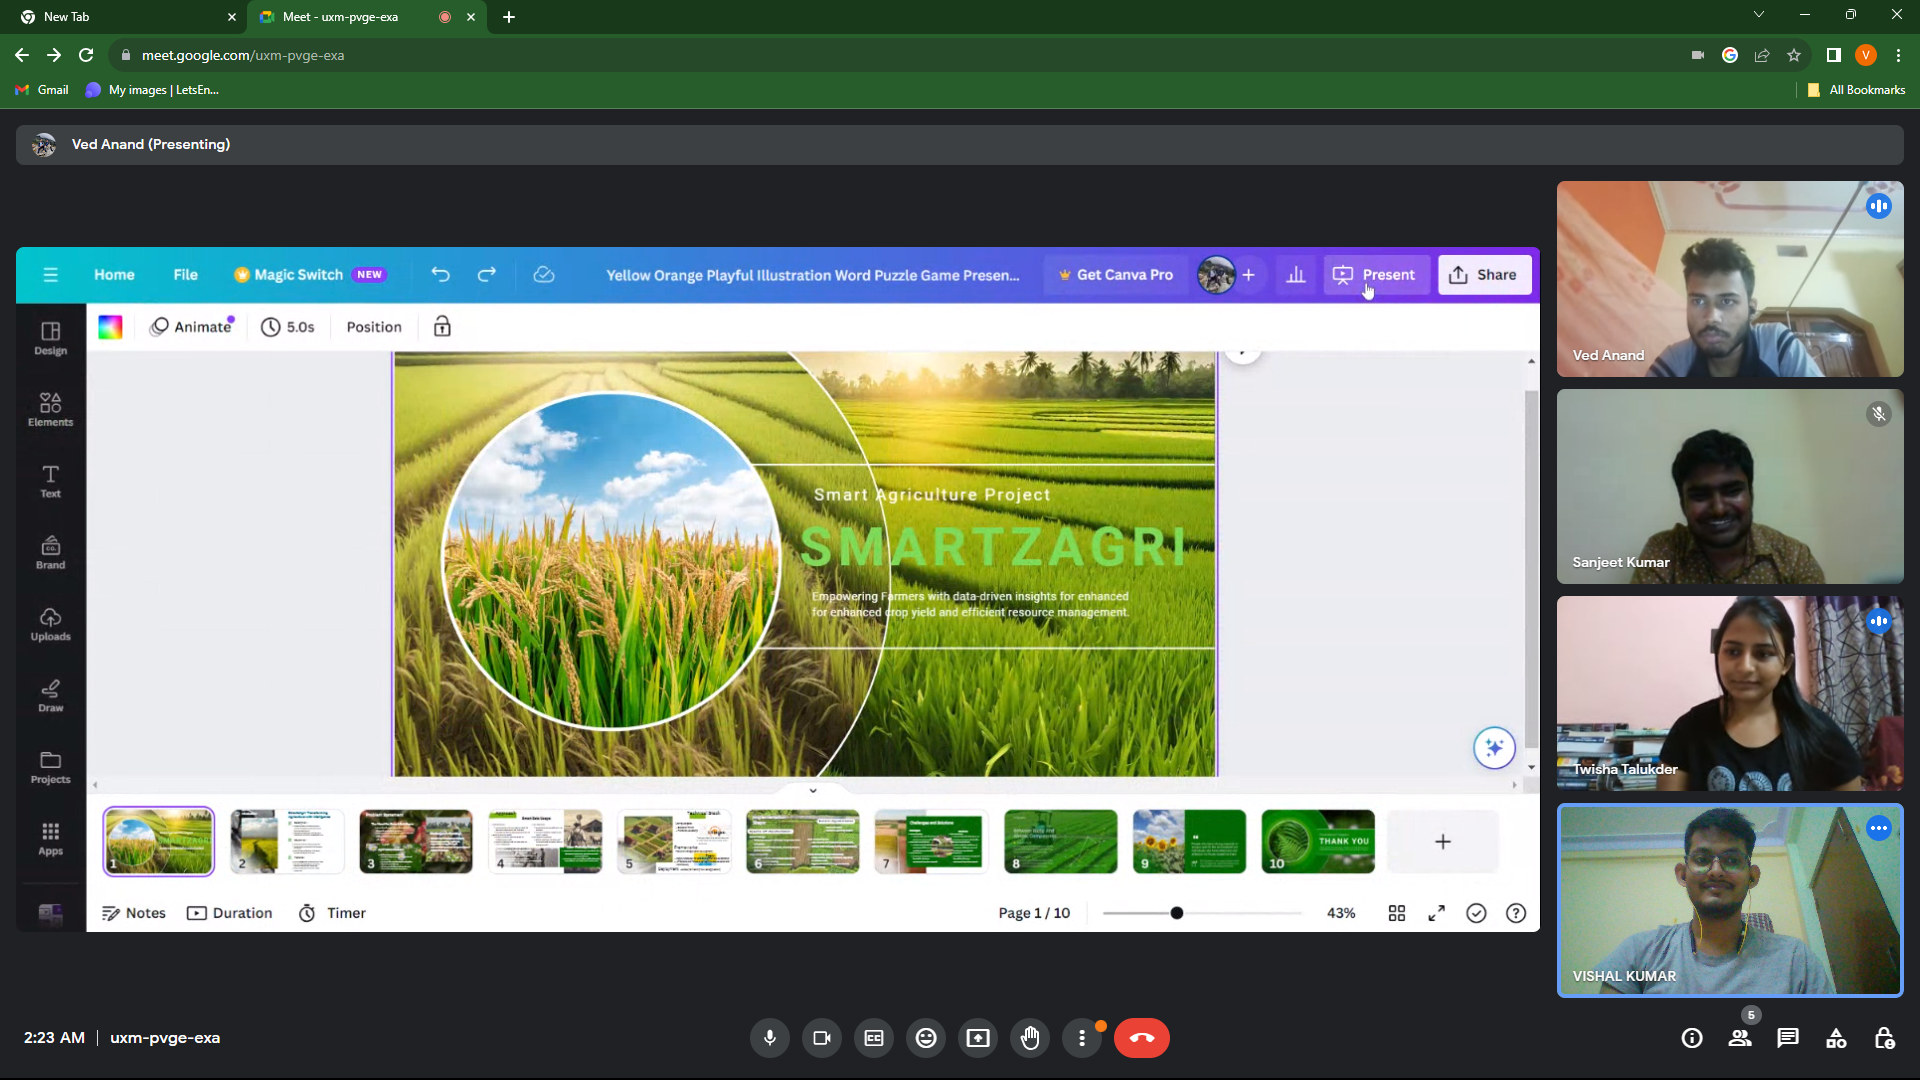 New Tab
Meet - uxm-pvge-exa
meet.google.com/uxm-pvge-exa
V
Gmail
My images | LetsEn...
All Bookmarks
Ved Anand (Presenting)
Home
File
Magic Switch NEW
Yellow Orange Playful Illustration Word Puzzle Game Presen...
Get Canva Pro
Present
Share
Animate
5.0s
Position
Design
Elements
Text
Brand
Uploads
Draw
Projects
Apps
Smart Agriculture Project
SMARTZAGRI
Empowering Farmers with data-driven insights for enhanced
for enhanced crop yield and efficient resource management.
1
2
3
4
5
6
7
8
9
10
THANK YOU
Notes
Duration
Timer
Page 1 / 10
43%
Ved Anand
Sanjeet Kumar
Twisha Talukder
VISHAL KUMAR
2:23 AM
uxm-pvge-exa
5